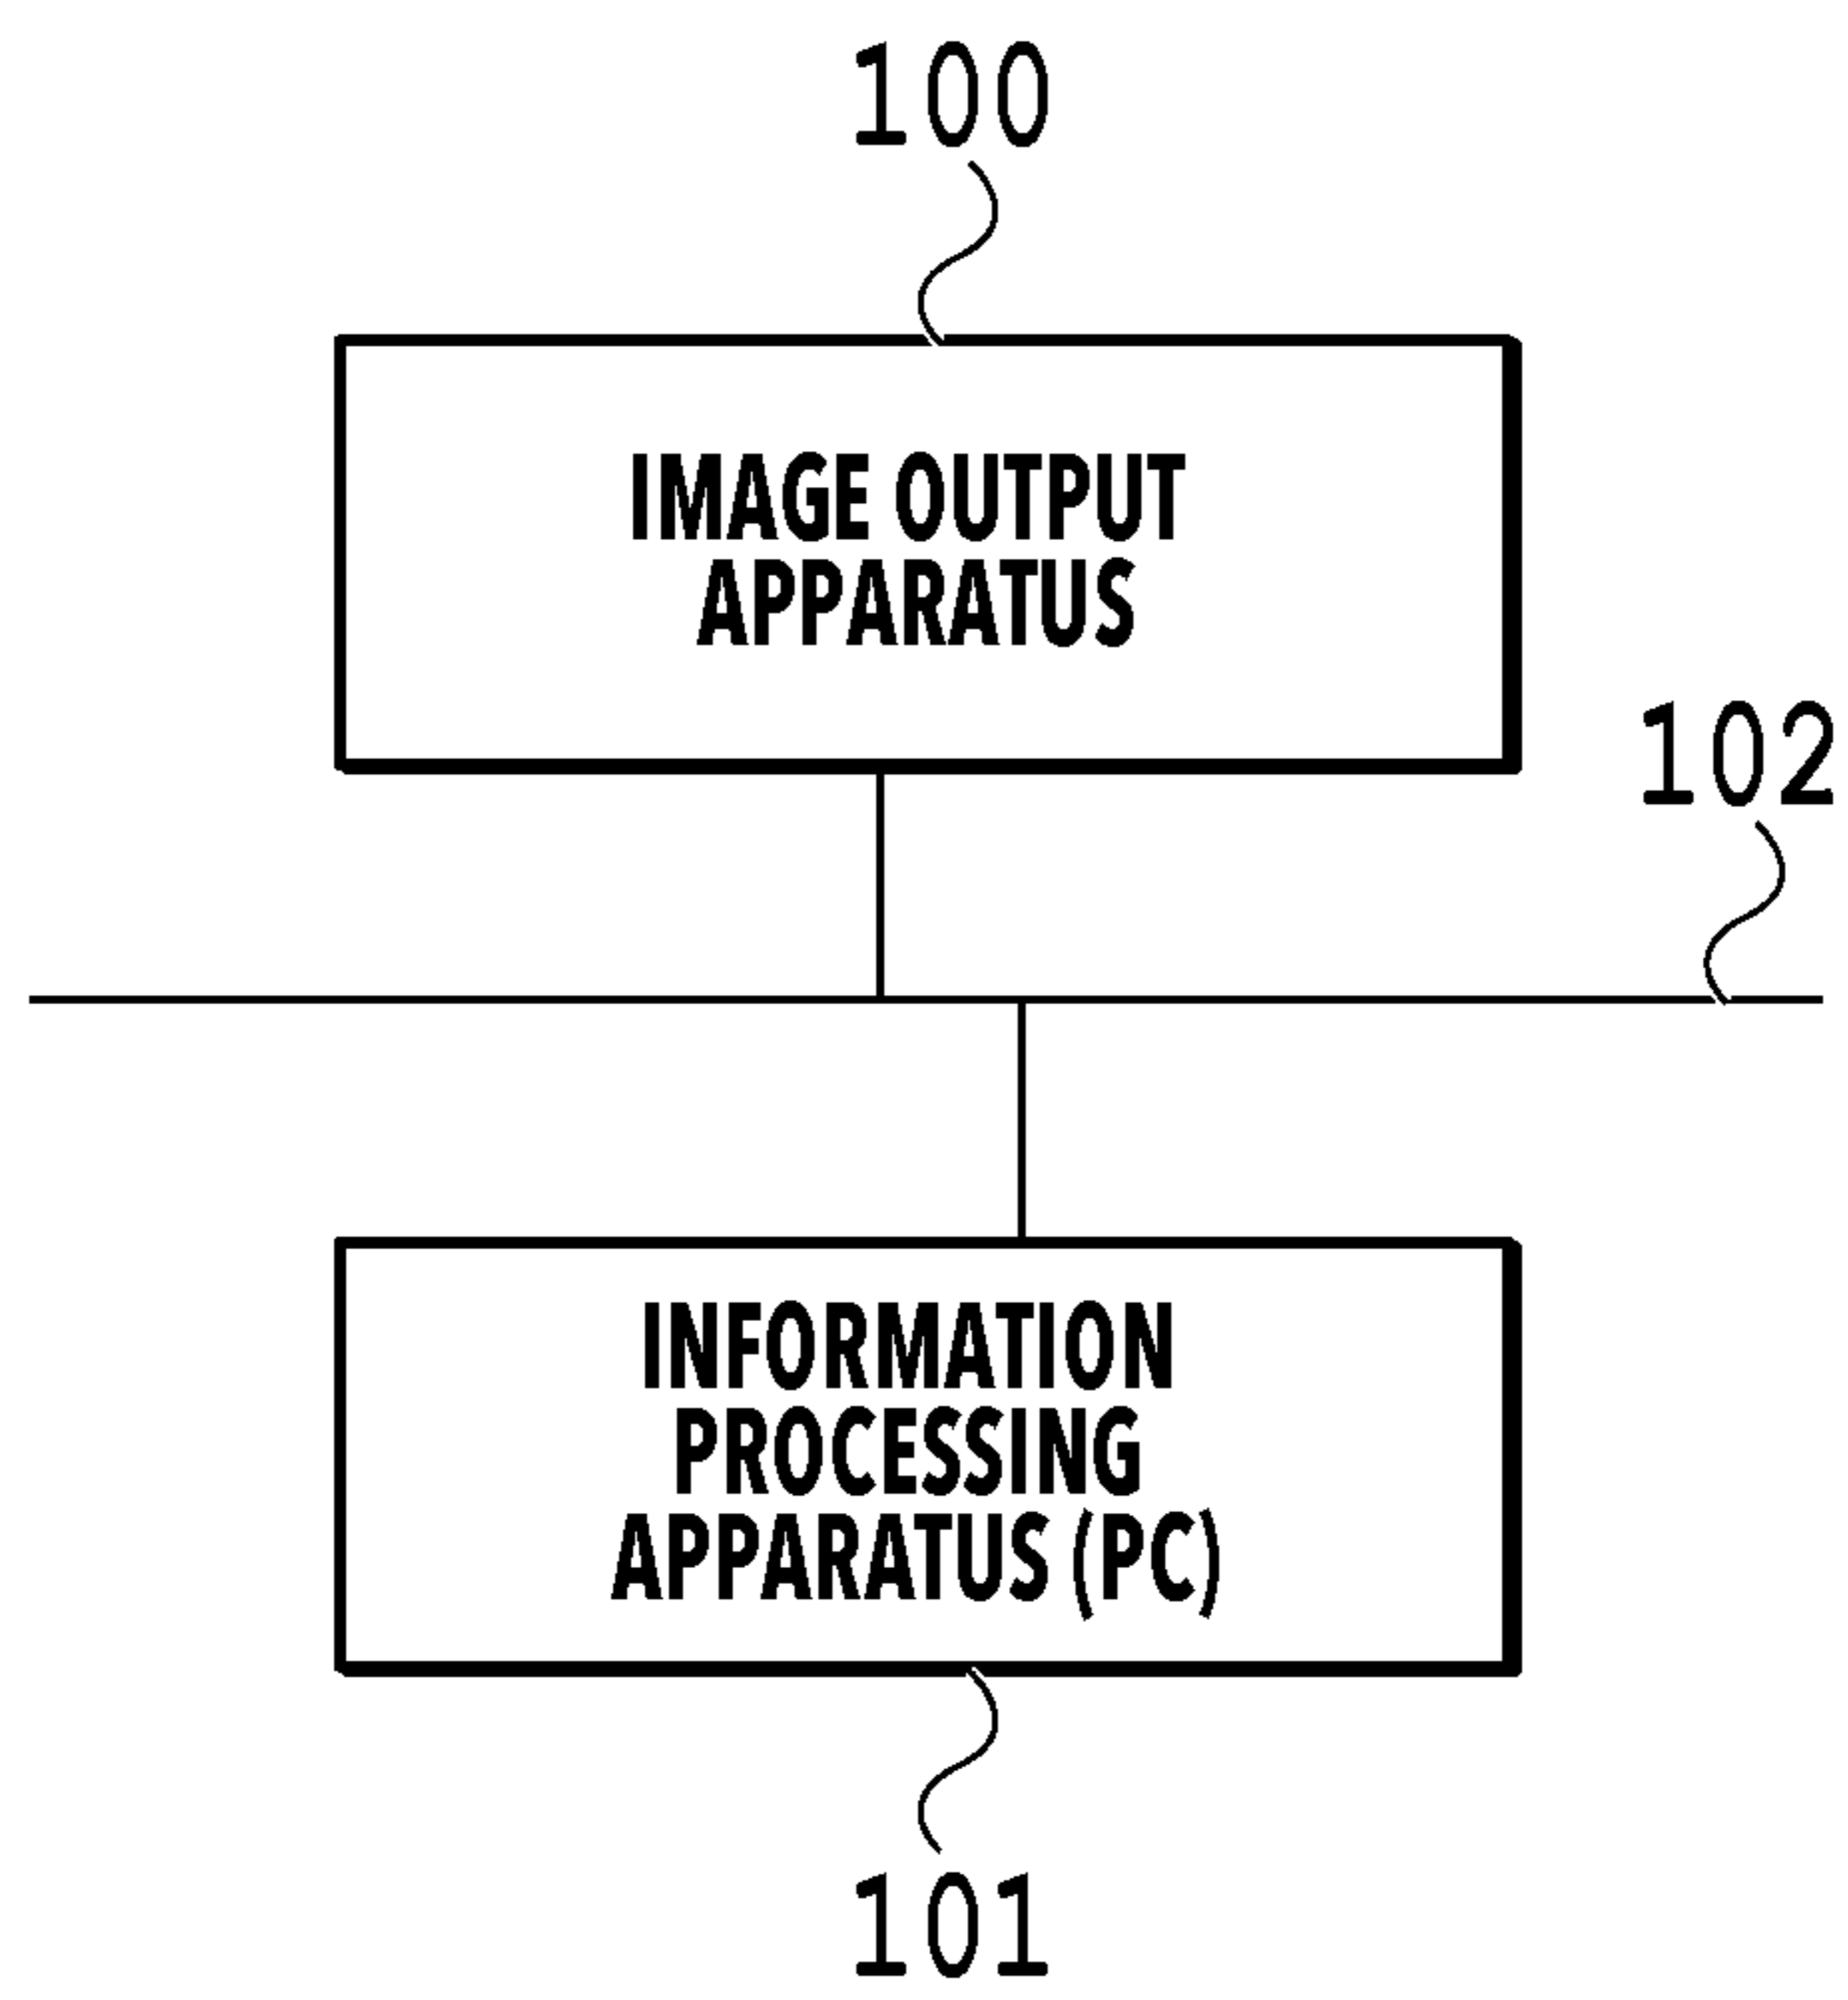 100
IMAGE OUTPUT
APPARATUS
102
INFORMATION
PROCESSING
APPARATUS (PC)
101